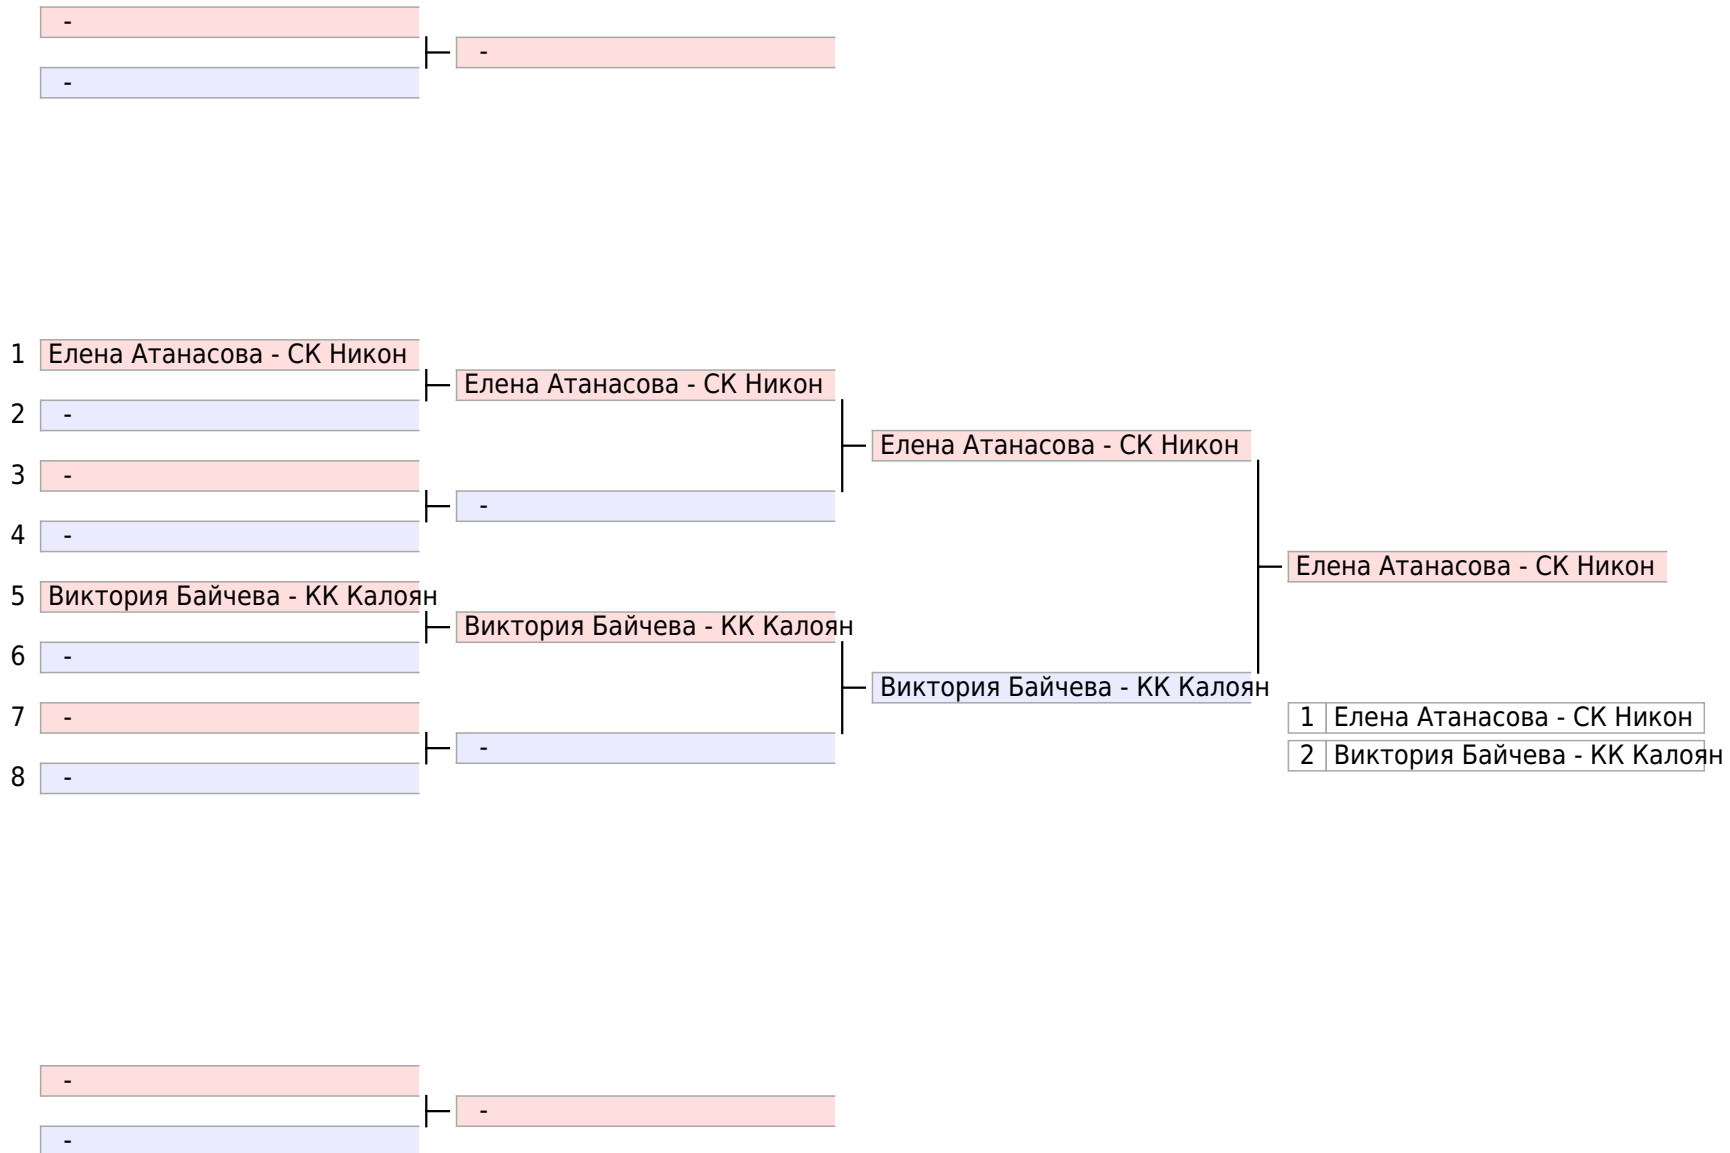 -
-
-
1 Елена Атанасова - СК Никон
Елена Атанасова - СК Никон
2 -
Елена Атанасова - СК Никон
3 -
-
4 -
Елена Атанасова - СК Никон
5 Виктория Байчева - КК Калоян
Виктория Байчева - КК Калоян
6 -
Виктория Байчева - КК Калоян
7 -
1 Елена Атанасова - СК Никон
-
2 Виктория Байчева - КК Калоян
8 -
-
-
-